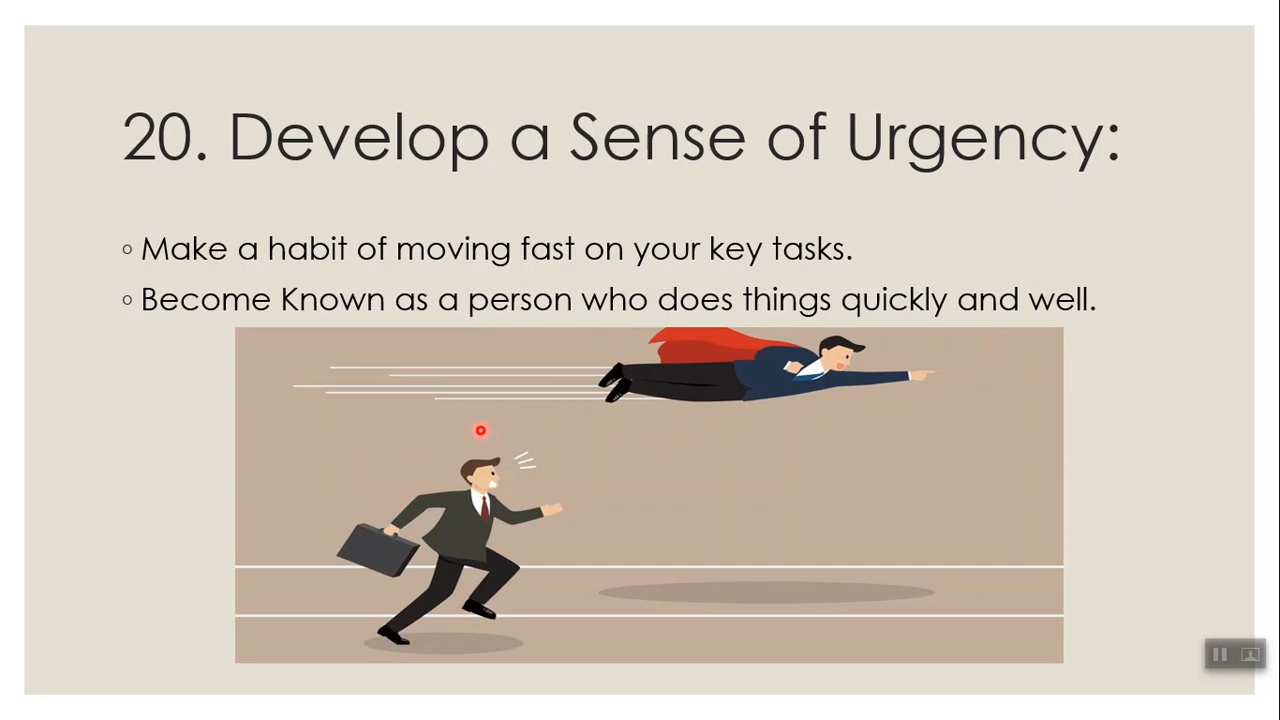 20. Develop a Sense of Urgency:
◦ Make a habit of moving fast on your key tasks.
◦ Become Known as a person who does things quickly and well.